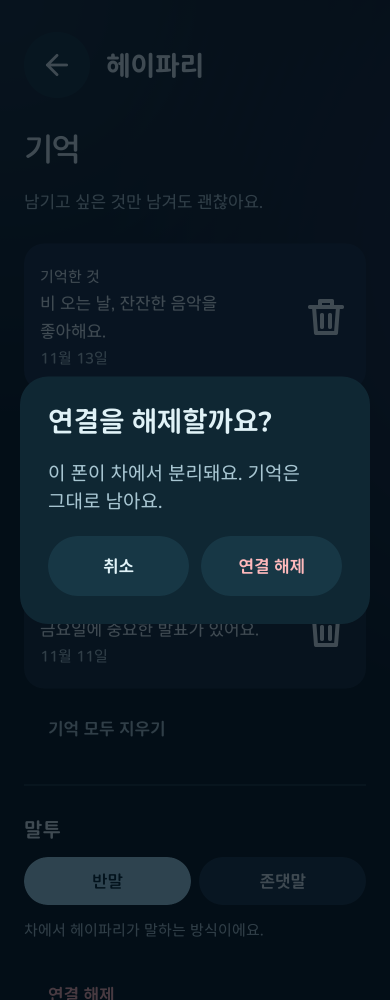 헤이파리
기억
남기고 싶은 것만 남겨도 괜찮아요.
기억한 것
비 오는 날, 잔잔한 음악을
좋아해요.
11월 13일
연결을 해제할까요?
이 폰이 차에서 분리돼요. 기억은
그대로 남아요.
취소
연결 해제
금요일에 중요한 발표가 있어요.
11월 11일
기억 모두 지우기
말투
반말
존댓말
차에서 헤이파리가 말하는 방식이에요.
연결 해제